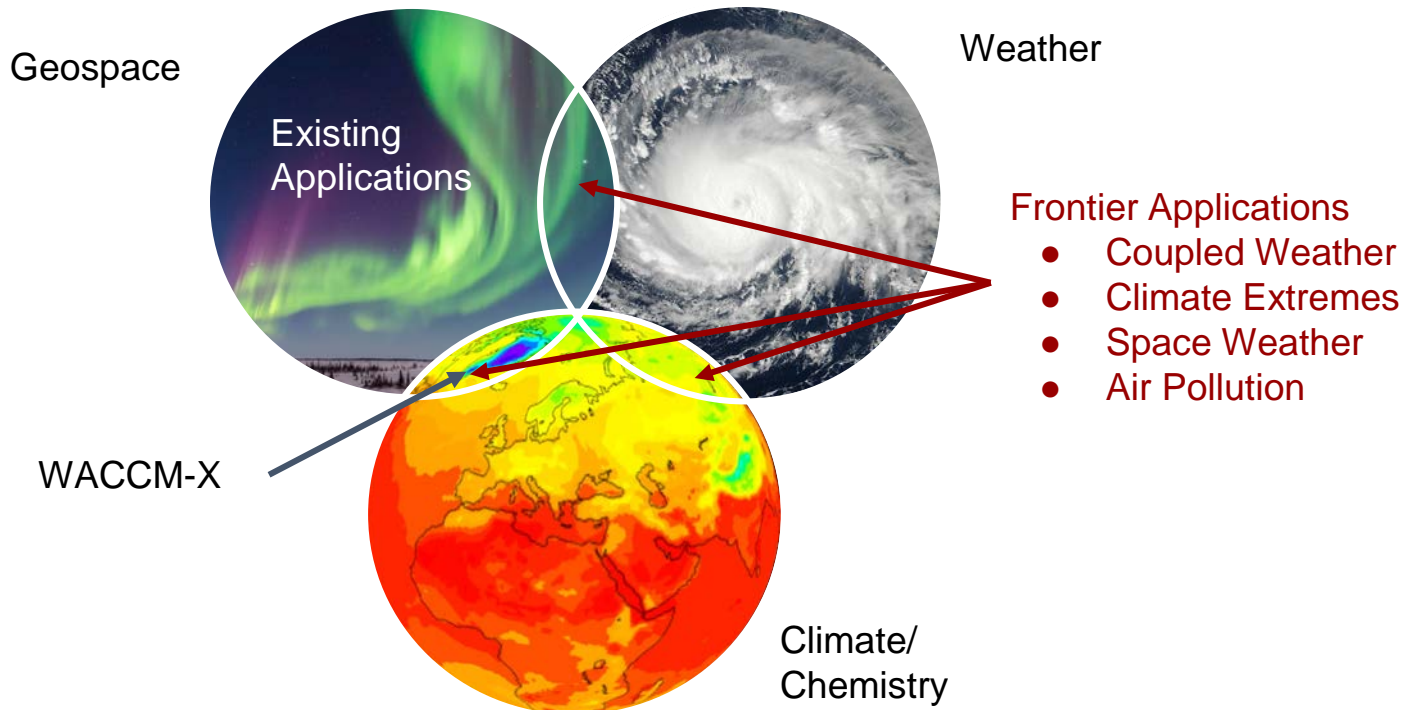 Geospace
Weather
Existing
Applications
Frontier Applications
● Coupled Weather
● Climate Extremes
● Space Weather
● Air Pollution
WACCM-X
Climate/
Chemistry